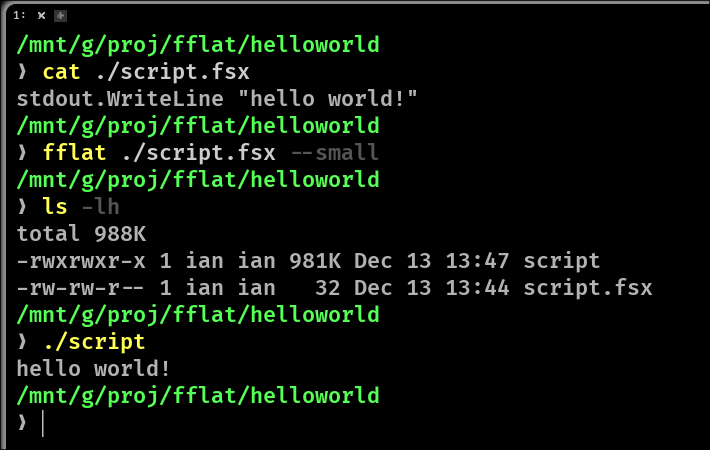 1: × +
/mnt/g/proj/fflat/helloworld
❯ cat ./script.fsx
stdout.WriteLine "hello world!"
/mnt/g/proj/fflat/helloworld
❯ fflat ./script.fsx --small
/mnt/g/proj/fflat/helloworld
❯ ls -lh
total 988K
-rwxrwxr-x 1 ian ian 981K Dec 13 13:47 script
-rw-rw-r-- 1 ian ian   32 Dec 13 13:44 script.fsx
/mnt/g/proj/fflat/helloworld
❯ ./script
hello world!
/mnt/g/proj/fflat/helloworld
❯